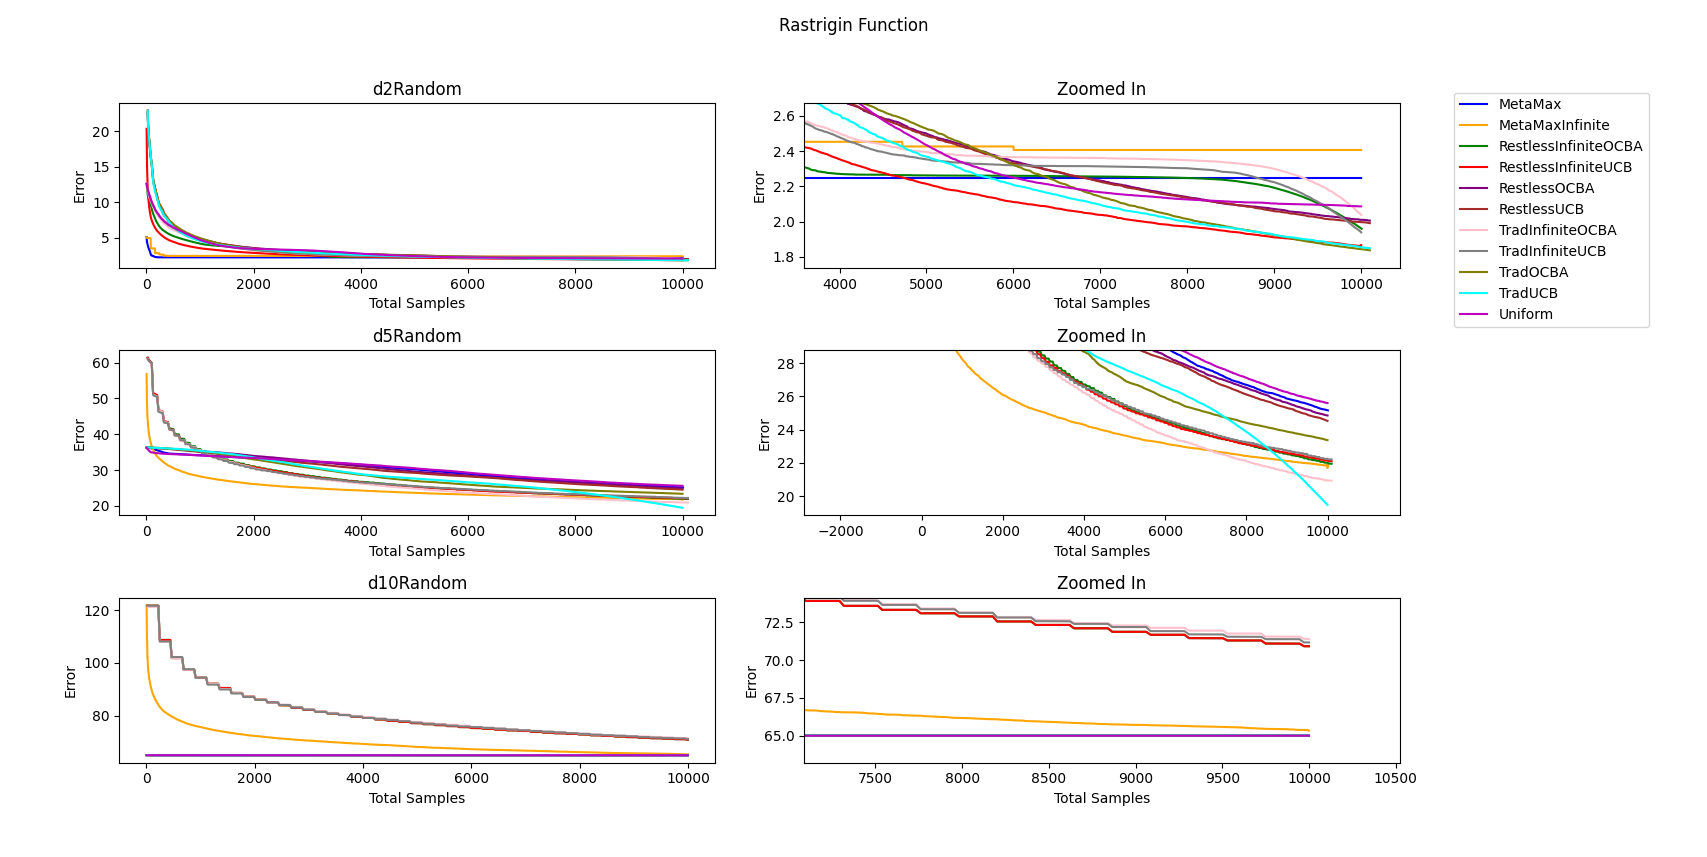 Rastrigin Function
d2Random
Error
20
15
10
5
0 2000 4000 6000 8000 10000
Total Samples
Zoomed In
Error
2.6
2.4
2.2
2.0
1.8
4000 5000 6000 7000 8000 9000 10000
Total Samples
MetaMax
MetaMaxInfinite
RestlessInfiniteOCBA
RestlessInfiniteUCB
RestlessOCBA
RestlessUCB
TradInfiniteOCBA
TradInfiniteUCB
TradOCBA
TradUCB
Uniform
d5Random
Error
60
50
40
30
20
0 2000 4000 6000 8000 10000
Total Samples
Zoomed In
Error
28
26
24
22
20
−2000 0 2000 4000 6000 8000 10000
Total Samples
d10Random
Error
120
100
80
0 2000 4000 6000 8000 10000
Total Samples
Zoomed In
Error
72.5
70.0
67.5
65.0
7500 8000 8500 9000 9500 10000 10500
Total Samples